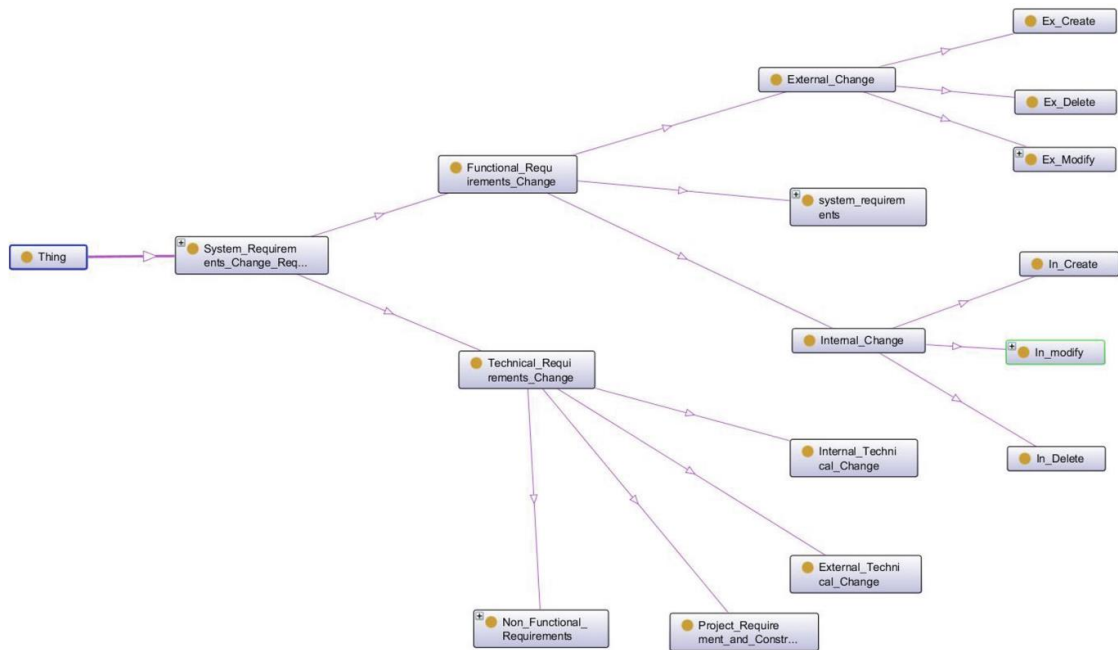 Ex_Create
External_Change
Ex_Delete
Functional_Requ
irements_Change
Ex_Modify
system_requirem
ents
Thing
System_Requirem
ents_Change_Req...
In_Create
Internal_Change
In_modify
Technical_Requi
rements_Change
Internal_Techni
cal_Change
In_Delete
External_Techni
cal_Change
Non_Functional_
Requirements
Project_Require
ment_and_Constr...